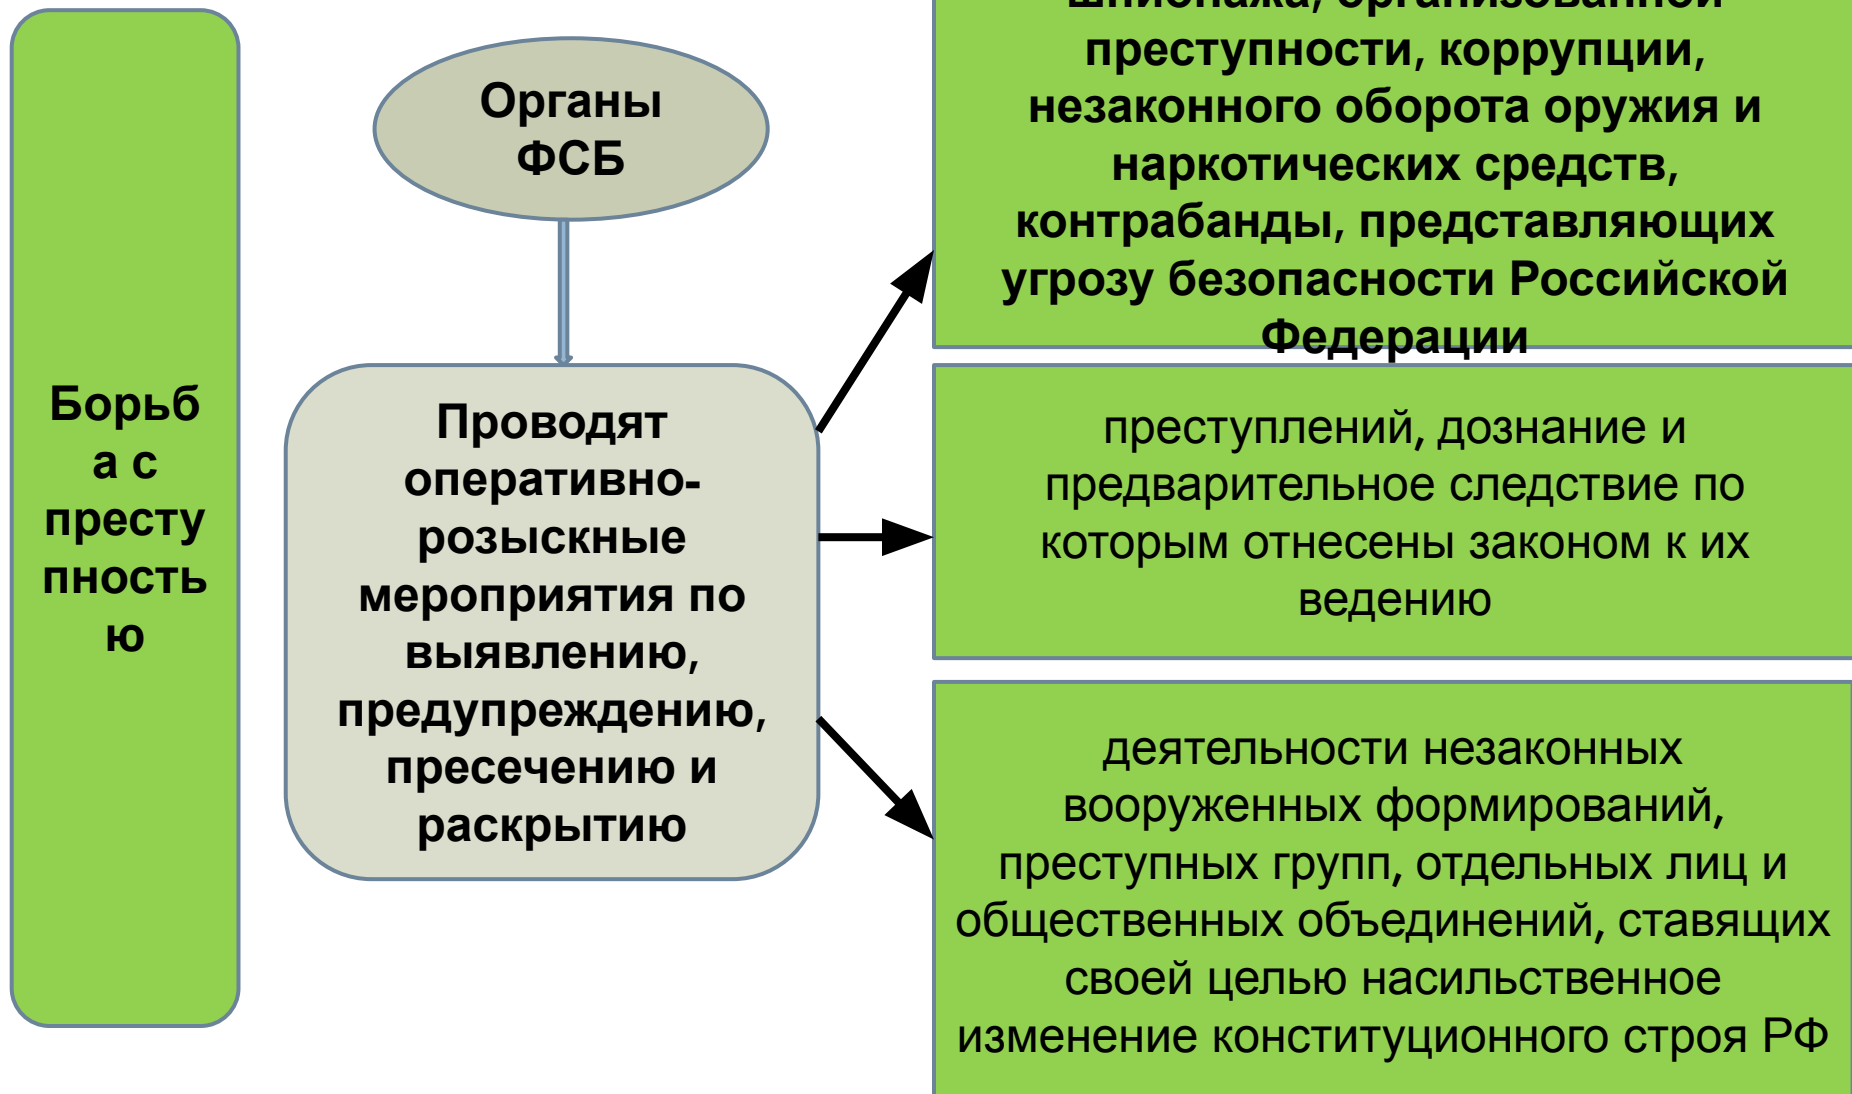 Борьб
а с
престу
пность
ю
Органы
ФСБ
Проводят
оперативно-
розыскные
мероприятия по
выявлению,
предупреждению,
пресечению и
раскрытию
шпионажа, организованной
преступности, коррупции,
незаконного оборота оружия и
наркотических средств,
контрабанды, представляющих
угрозу безопасности Российской
Федерации
преступлений, дознание и
предварительное следствие по
которым отнесены законом к их
ведению
деятельности незаконных
вооруженных формирований,
преступных групп, отдельных лиц и
общественных объединений, ставящих
своей целью насильственное
изменение конституционного строя РФ